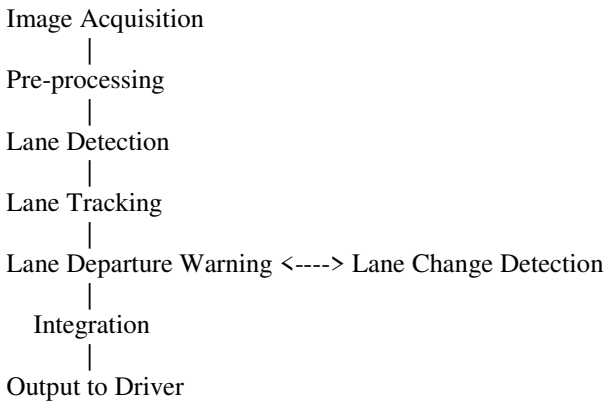 Image Acquisition
|
Pre-processing
|
Lane Detection
|
Lane Tracking
|
Lane Departure Warning <----> Lane Change Detection
|
Integration
|
Output to Driver